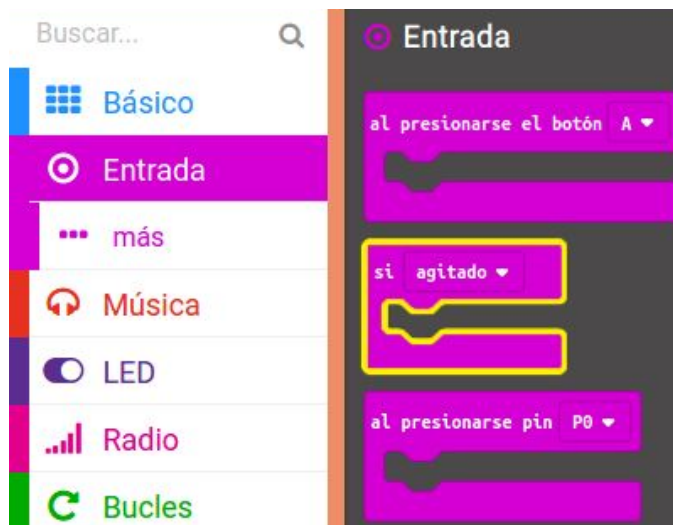 Buscar...
Básico
Entrada
más
Música
LED
Radio
Bucles
Entrada
al presionarse el botón A
si agitado
al presionarse pin P0